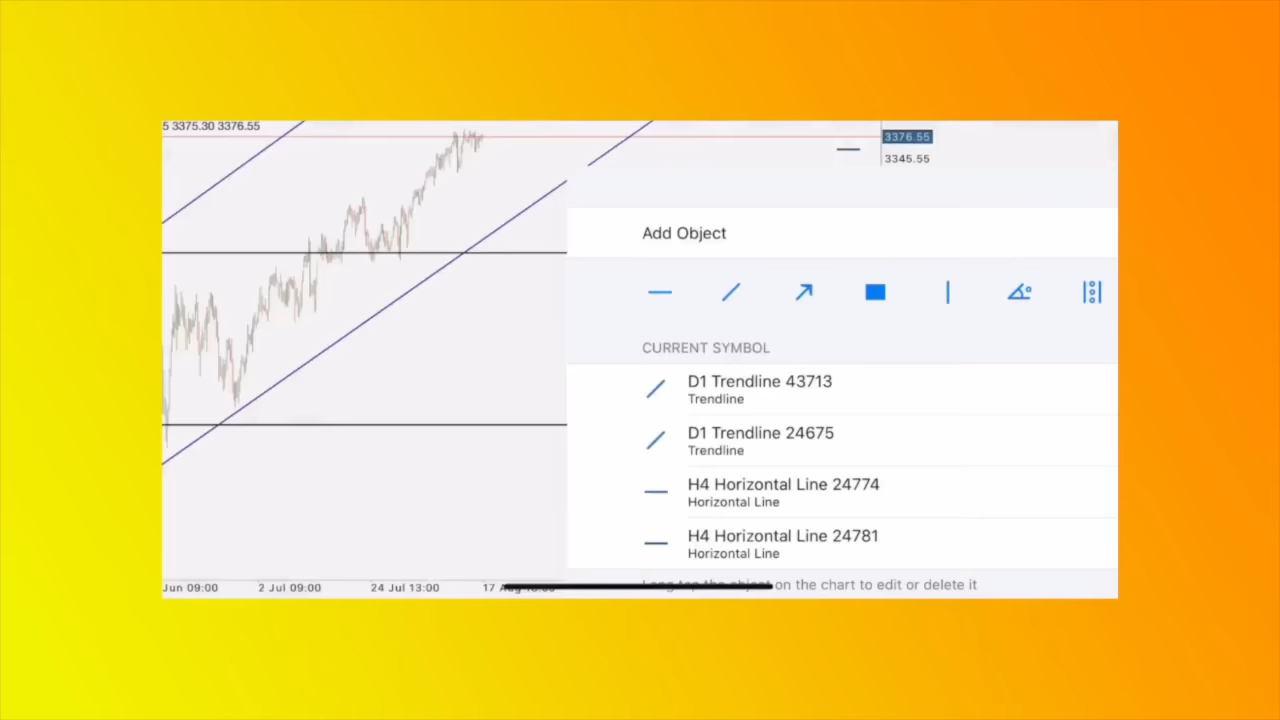 5 3375.30 3376.55
3376.55
3345.55
Add Object
CURRENT SYMBOL
D1 Trendline 43713
Trendline
D1 Trendline 24675
Trendline
H4 Horizontal Line 24774
Horizontal Line
H4 Horizontal Line 24781
Horizontal Line
on the chart to edit or delete it
Jun 09:00
2 Jul 09:00
24 Jul 13:00
17